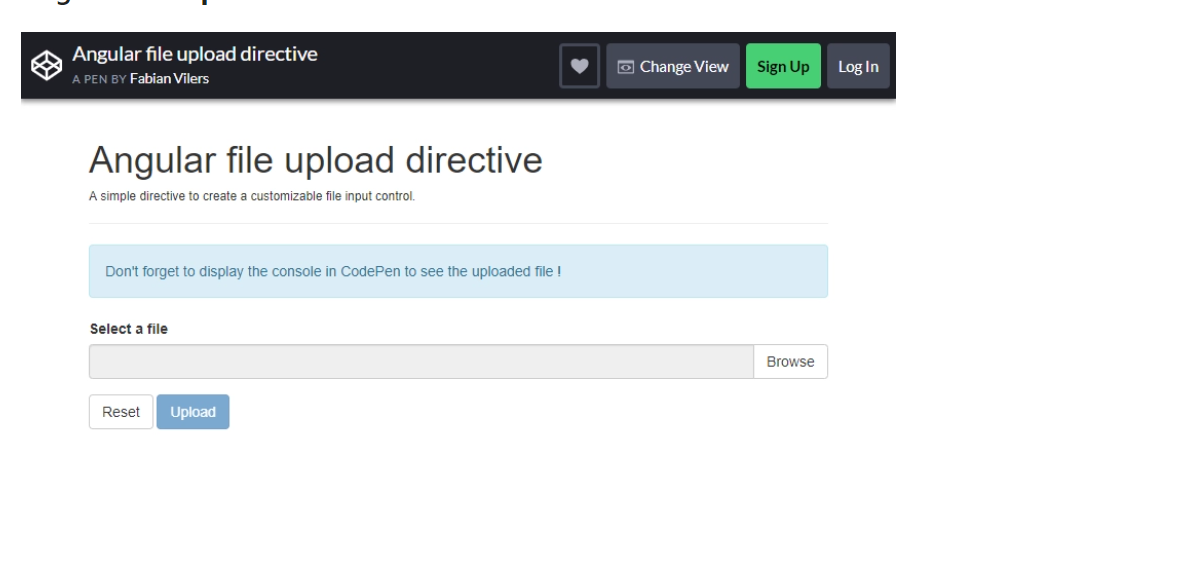 Angular file upload directive
A PEN BY Fabian Vilers
Change View
Sign Up
Log In
Angular file upload directive
A simple directive to create a customizable file input control.
Don't forget to display the console in CodePen to see the uploaded file !
Select a file
Browse
Reset
Upload